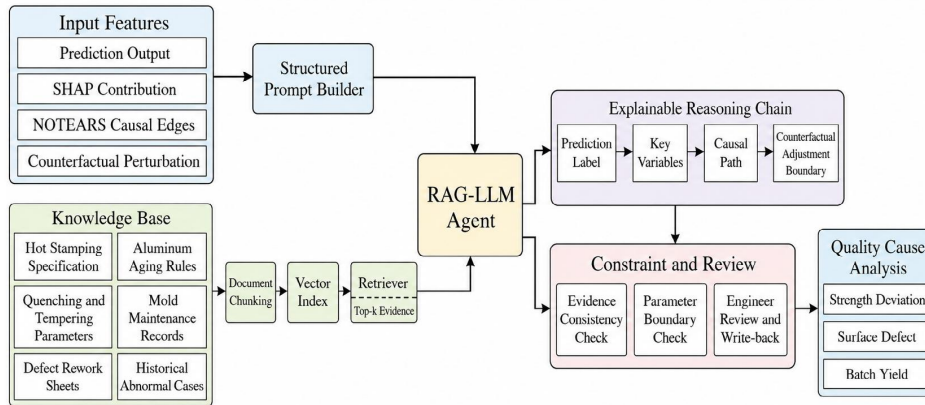 Input Features
Prediction Output
SHAP Contribution
NOTEARS Causal Edges
Counterfactual Perturbation
Structured
Prompt Builder
Knowledge Base
Hot Stamping
Specification
Aluminum
Aging Rules
Quenching and
Tempering
Parameters
Mold
Maintenance
Records
Defect Rework
Sheets
Historical
Abnormal Cases
Document
Chunking
Vector
Index
Retriever
Top-k Evidence
RAG-LLM
Agent
Explainable Reasoning Chain
Prediction
Label
Key
Variables
Causal
Path
Counterfactual
Adjustment
Boundary
Constraint and Review
Evidence
Consistency
Check
Parameter
Boundary
Check
Engineer
Review and
Write-back
Quality Cause
Analysis
Strength Deviation
Surface Defect
Batch Yield